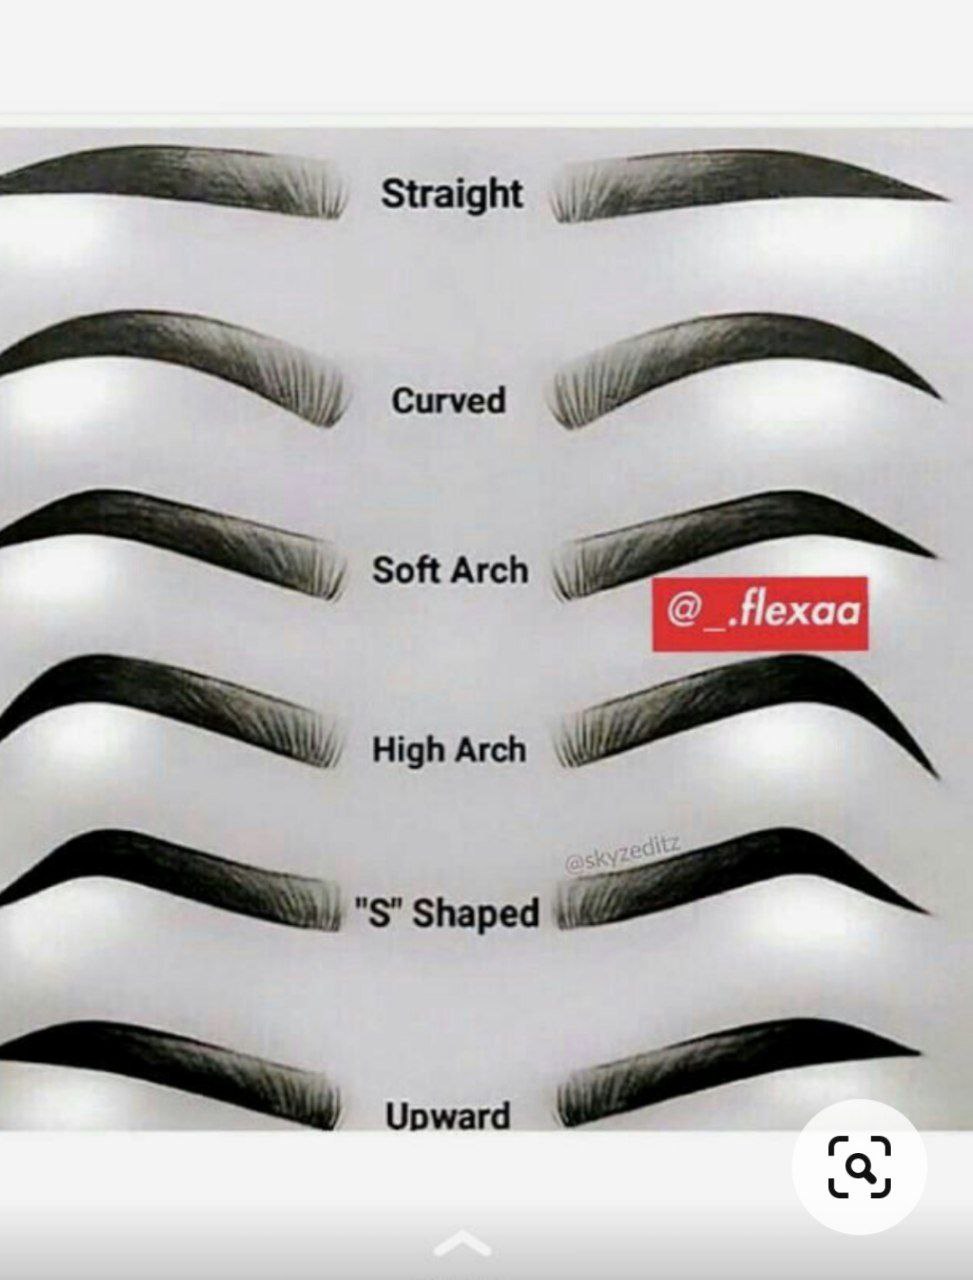 Straight
Curved
Soft Arch
@_.flexaa
High Arch
@skyzeditz
"S" Shaped
Upward